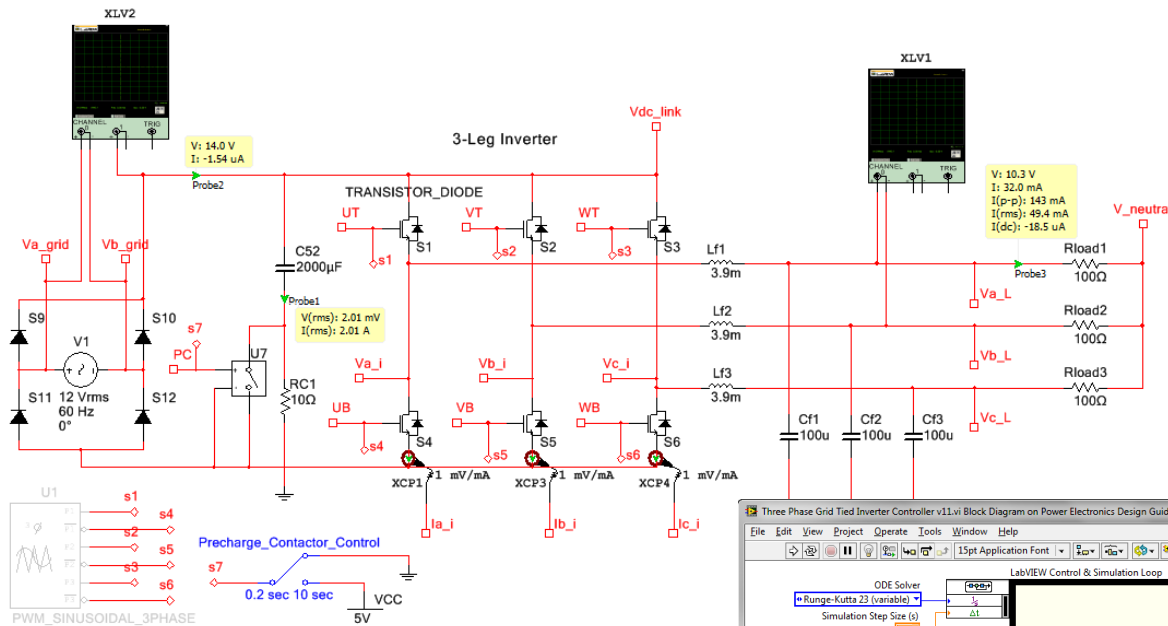 XLV2
CHANNEL
0
1
TRIG
V: 14.0 V
I: -1.54 uA
Probe2
3-Leg Inverter
Vdc_link
XLV1
CHANNEL
0
1
TRIG
V: 10.3 V
I: 32.0 mA
I(p-p): 143 mA
I(rms): 49.4 mA
I(dc): -18.5 uA
Probe3
V_neutra
TRANSISTOR_DIODE
UT
S1
s1
VT
S2
s2
WT
S3
s3
Va_grid
Vb_grid
C52
2000µF
Probe1
V(rms): 2.01 mV
I(rms): 2.01 A
Lf1
3.9m
Lf2
3.9m
Lf3
3.9m
Rload1
100Ω
Rload2
100Ω
Rload3
100Ω
Va_L
Vb_L
Vc_L
S9
S10
V1
S11
12 Vrms
60 Hz
0°
S12
s7
PC
U7
RC1
10Ω
Va_i
Vb_i
Vc_i
UB
S4
s4
VB
S5
s5
WB
S6
s6
Cf1
100u
Cf2
100u
Cf3
100u
XCP1
1 mV/mA
XCP3
1 mV/mA
XCP4
1 mV/mA
Ia_i
Ib_i
Ic_i
U1
s1
s4
s2
s5
s3
s6
PWM_SINUSOIDAL_3PHASE
Precharge_Contactor_Control
s7
0.2 sec 10 sec
VCC
5V
Three Phase Grid Tied Inverter Controller v11.vi Block Diagram on Power Electronics Design Guid
File Edit View Project Operate Tools Window Help
15pt Application Font
LabVIEW Control & Simulation Loop
ODE Solver
Runge-Kutta 23 (variable)
Simulation Step Size (s)
Δt